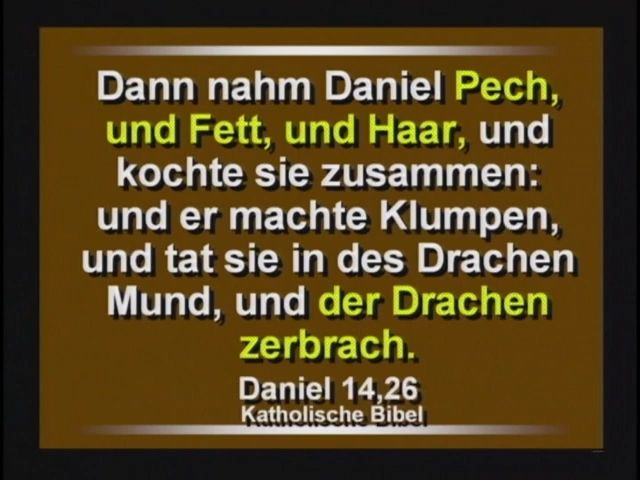 Dann nahm Daniel Pech,
und Fett, und Haar, und
kochte sie zusammen:
und er machte Klumpen,
und tat sie in des Drachen
Mund, und der Drachen
zerbrach.
Daniel 14,26
Katholische Bibel